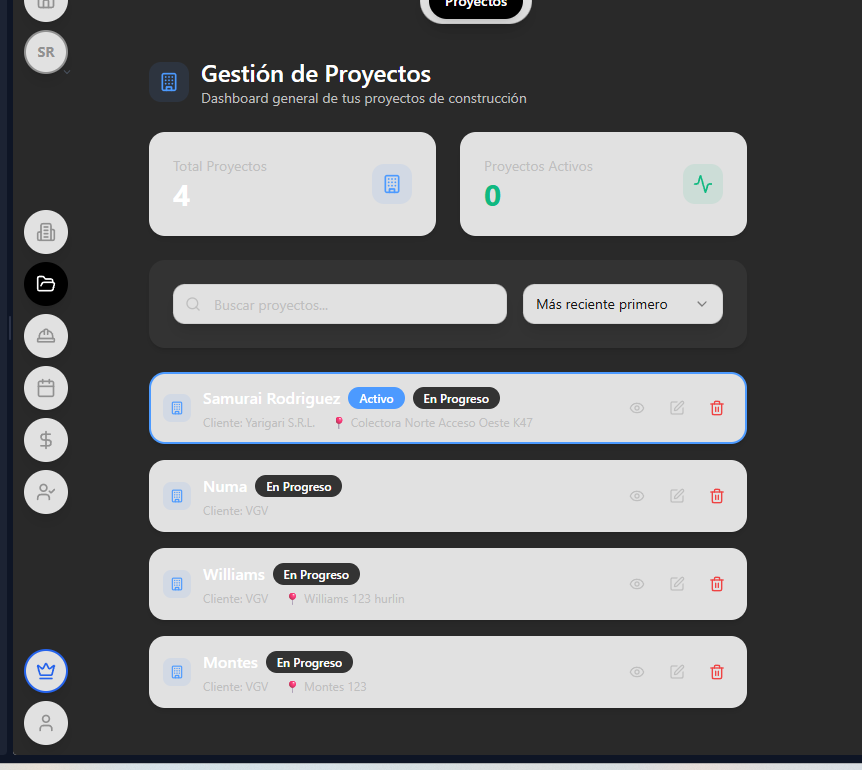 Proyectos
SR
Gestión de Proyectos
Dashboard general de tus proyectos de construcción
Total Proyectos
4
Proyectos Activos
0
Buscar proyectos...
Más reciente primero
Samurai Rodriguez Activo En Progreso
Cliente: Yarigari S.R.L. Colectora Norte Acceso Oeste K47
Numa En Progreso
Cliente: VGV
Williams En Progreso
Cliente: VGV Williams 123 hurlin
Montes En Progreso
Cliente: VGV Montes 123